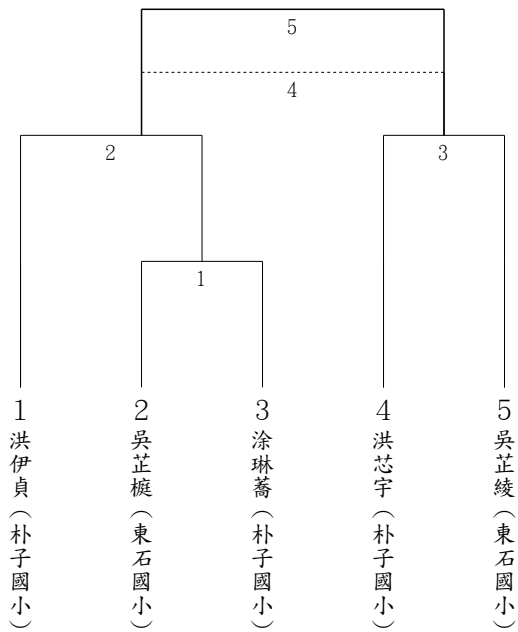 5
4
2
3
1
1 洪伊貞(朴子國小)
2 吳芷榳(東石國小)
3 涂琳蕎(朴子國小)
4 洪芯宇(朴子國小)
5 吳芷綾(東石國小)